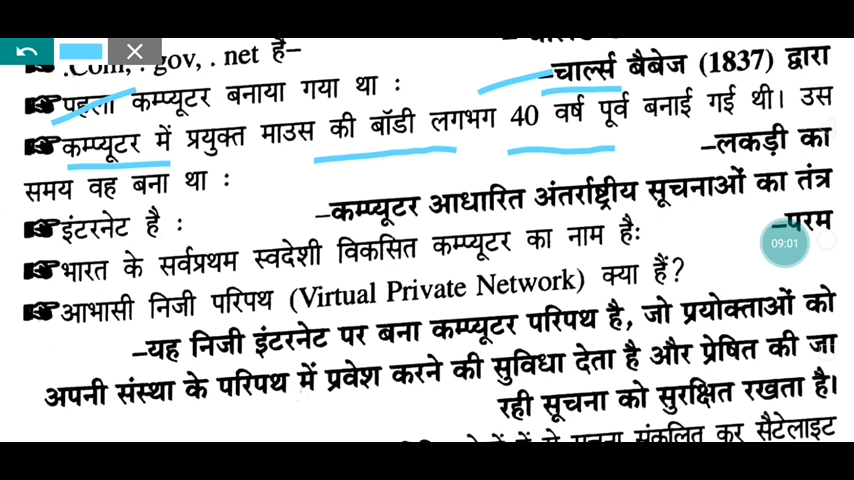 .Com, . gov, . net हैं–
–चार्ल्स बैबेज (1837) द्वारा
पहला कम्प्यूटर बनाया गया था :
कम्प्यूटर में प्रयुक्त माउस की बॉडी लगभग 40 वर्ष पूर्व बनाई गई थी। उस
–लकड़ी का
समय वह बना था :
–कम्प्यूटर आधारित अंतर्राष्ट्रीय सूचनाओं का तंत्र
इंटरनेट है :
–परम
09:01
भारत के सर्वप्रथम स्वदेशी विकसित कम्प्यूटर का नाम हैः
आभासी निजी परिपथ (Virtual Private Network) क्या हैं?
–यह निजी इंटरनेट पर बना कम्प्यूटर परिपथ है, जो प्रयोक्ताओं को
अपनी संस्था के परिपथ में प्रवेश करने की सुविधा देता है और प्रेषित की जा
रही सूचना को सुरक्षित रखता है।
संकलित कर सैटेलाइट